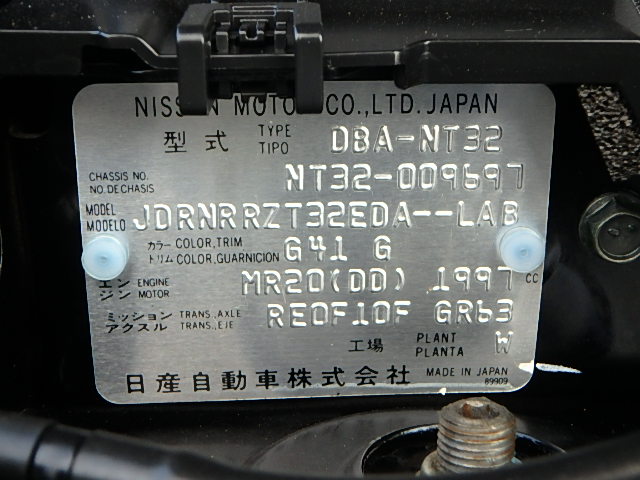 NISSAN MOTOR CO.,LTD. JAPAN
型式 TYPE TIPO DBA-NT32
CHASSIS NO. NO.DE CHASIS NT32-009697
MODEL MODELO JDRNRRZT32EDA--LAB
カラー トリム COLOR,TRIM COLOR,GUARNICION G41 G
エンジン ENGINE MOTOR MR20(DD) 1997 CC
ミッション アクスル TRANS.,AXLE TRANS.,EJE RE0F10F GR63
工場 PLANT PLANTA W
日産自動車株式会社 MADE IN JAPAN
89909